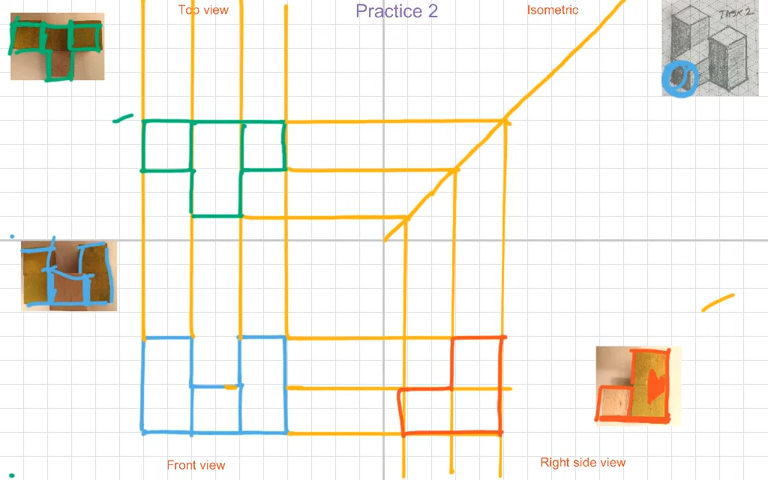 Top view
Practice 2
Isometric
TASK 2
Front view
Right side view